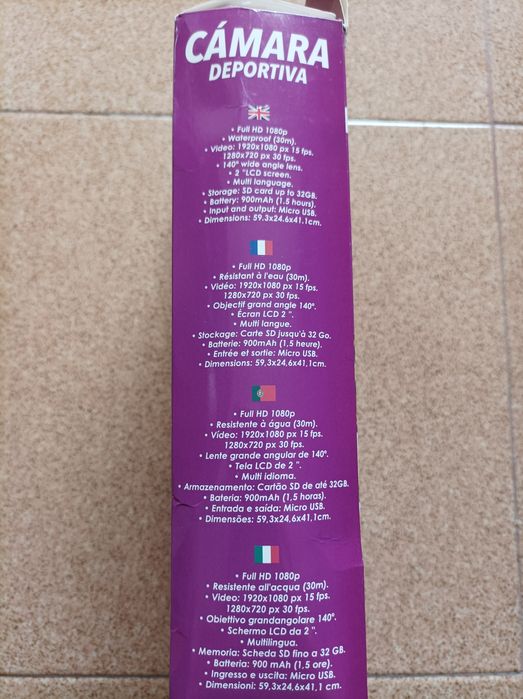 CÁMARA
DEPORTIVA
• Full HD 1080p
• Waterproof (30m).
• Video: 1920x1080 px 15 fps.
1280x720 px 30 fps.
• 140° wide angle lens.
• 2 "LCD screen.
• Multi language.
• Storage: SD card up to 32GB.
• Battery: 900mAh (1,5 hours).
• Input and output: Micro USB.
• Dimensions: 59,3x24,6x41,1cm.
• Full HD 1080p
• Résistant à l'eau (30m).
• Vidéo: 1920x1080 px 15 fps.
1280x720 px 30 fps.
• Objectif grand angle 140°.
• Écran LCD 2 ".
• Multi langue.
• Stockage: Carte SD jusqu'à 32 Go.
• Batterie: 900mAH (1,5 heure).
• Entrée et sortie: Micro USB.
• Dimensions: 59,3x24,6x41,1cm.
• Full HD 1080p
• Resistente à água (30m).
• Vídeo: 1920x1080 px 15 fps.
1280x720 px 30 fps.
• Lente grande angular de 140°.
• Tela LCD de 2 ".
• Multi idioma.
• Armazenamento: Cartão SD de até 32GB.
• Bateria: 900mAH (1,5 horas).
• Entrada e saída: Micro USB.
• Dimensões: 59,3x24,6x41,1cm.
• Full HD 1080p
• Resistente all'acqua (30m).
• Video: 1920x1080 px 15 fps.
1280x720 px 30 fps.
• Obiettivo grandangolare 140°.
• Schermo LCD da 2 ".
• Multilingua.
• Memoria: Scheda SD fino a 32 GB.
• Batteria: 900 mAh (1,5 ore).
• Ingresso e uscita: Micro USB.
• Dimensioni: 59,3x24,6x41,1 cm.